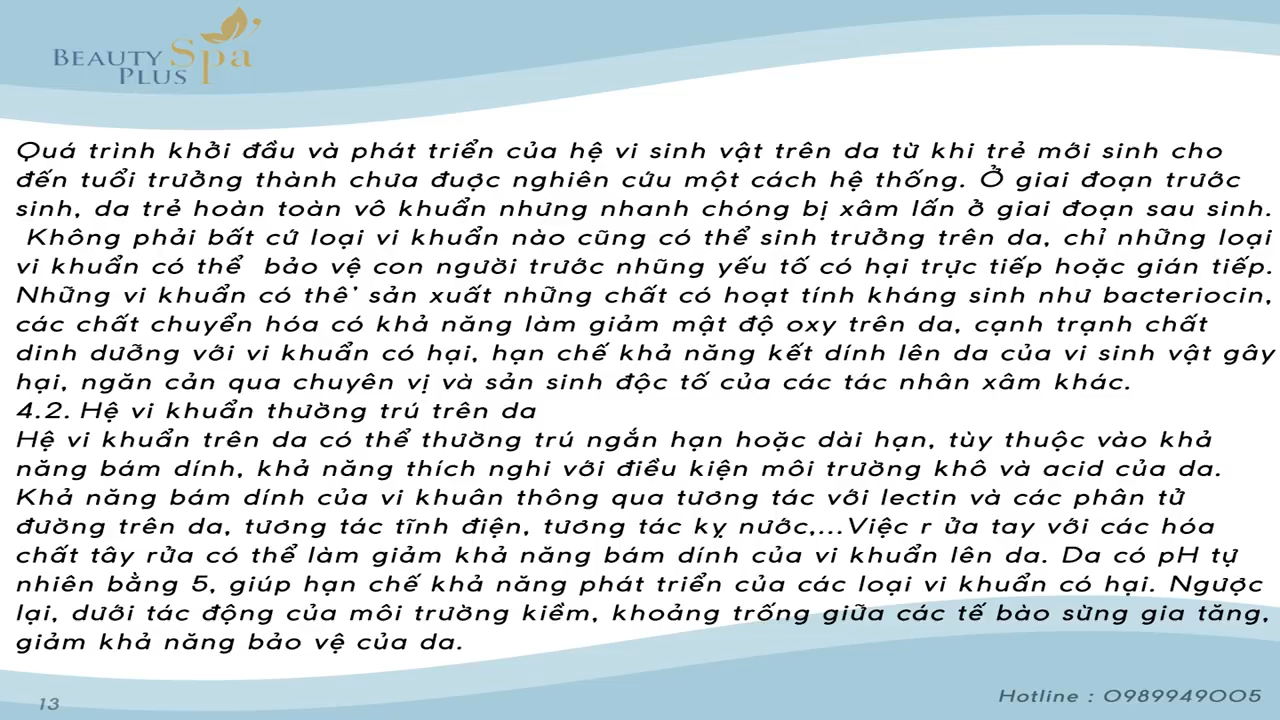 BEAUTY Spa
PLUS
Quá trình khởi đầu và phát triển của hệ vi sinh vật trên da từ khi trẻ mới sinh cho
đến tuổi trưởng thành chưa đuợc nghiên cứu một cách hệ thống. Ở giai đoạn trước
sinh, da trẻ hoàn toàn vô khuẩn nhưng nhanh chóng bị xâm lấn ở giai đoạn sau sinh.
Không phải bất cứ loại vi khuẩn nào cũng có thể sinh trưởng trên da, chỉ những loại
vi khuẩn có thể  bảo vệ con người trước nhũng yếu tố có hại trực tiếp hoặc gián tiếp.
Những vi khuẩn có thê' sản xuất những chất có hoạt tính kháng sinh như bacteriocin,
các chất chuyển hóa có khả năng làm giảm mật độ oxy trên da, cạnh trạnh chất
dinh dưỡng với vi khuẩn có hại, hạn chế khả năng kết dính lên da của vi sinh vật gây
hại, ngăn cản qua chuyên vị và sản sinh độc tố của các tác nhân xâm khác.
4.2. Hệ vi khuẩn thường trú trên da
Hệ vi khuẩn trên da có thể thường trú ngắn hạn hoặc dài hạn, tùy thuộc vào khả
năng bám dính, khả năng thích nghi với điều kiện môi trường khô và acid của da.
Khả năng bám dính của vi khuân thông qua tương tác với lectin và các phân tử
đường trên da, tương tác tĩnh điện, tương tác kỵ nước,...Việc r ửa tay với các hóa
chất tây rửa có thể làm giảm khả năng bám dính của vi khuẩn lên da. Da có pH tự
nhiên bằng 5, giúp hạn chế khả năng phát triển của các loại vi khuẩn có hại. Ngược
lại, dưới tác động của môi trường kiềm, khoảng trống giữa các tế bào sừng gia tăng,
giảm khả năng bảo vệ của da.
13
Hotline : 0989949005